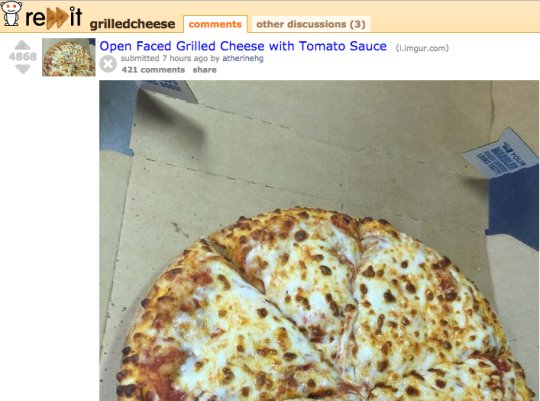 reddit grilledcheese comments other discussions (3)
4868 Open Faced Grilled Cheese with Tomato Sauce (i.imgur.com)
submitted 7 hours ago by atherinehg
421 comments share
YOUR